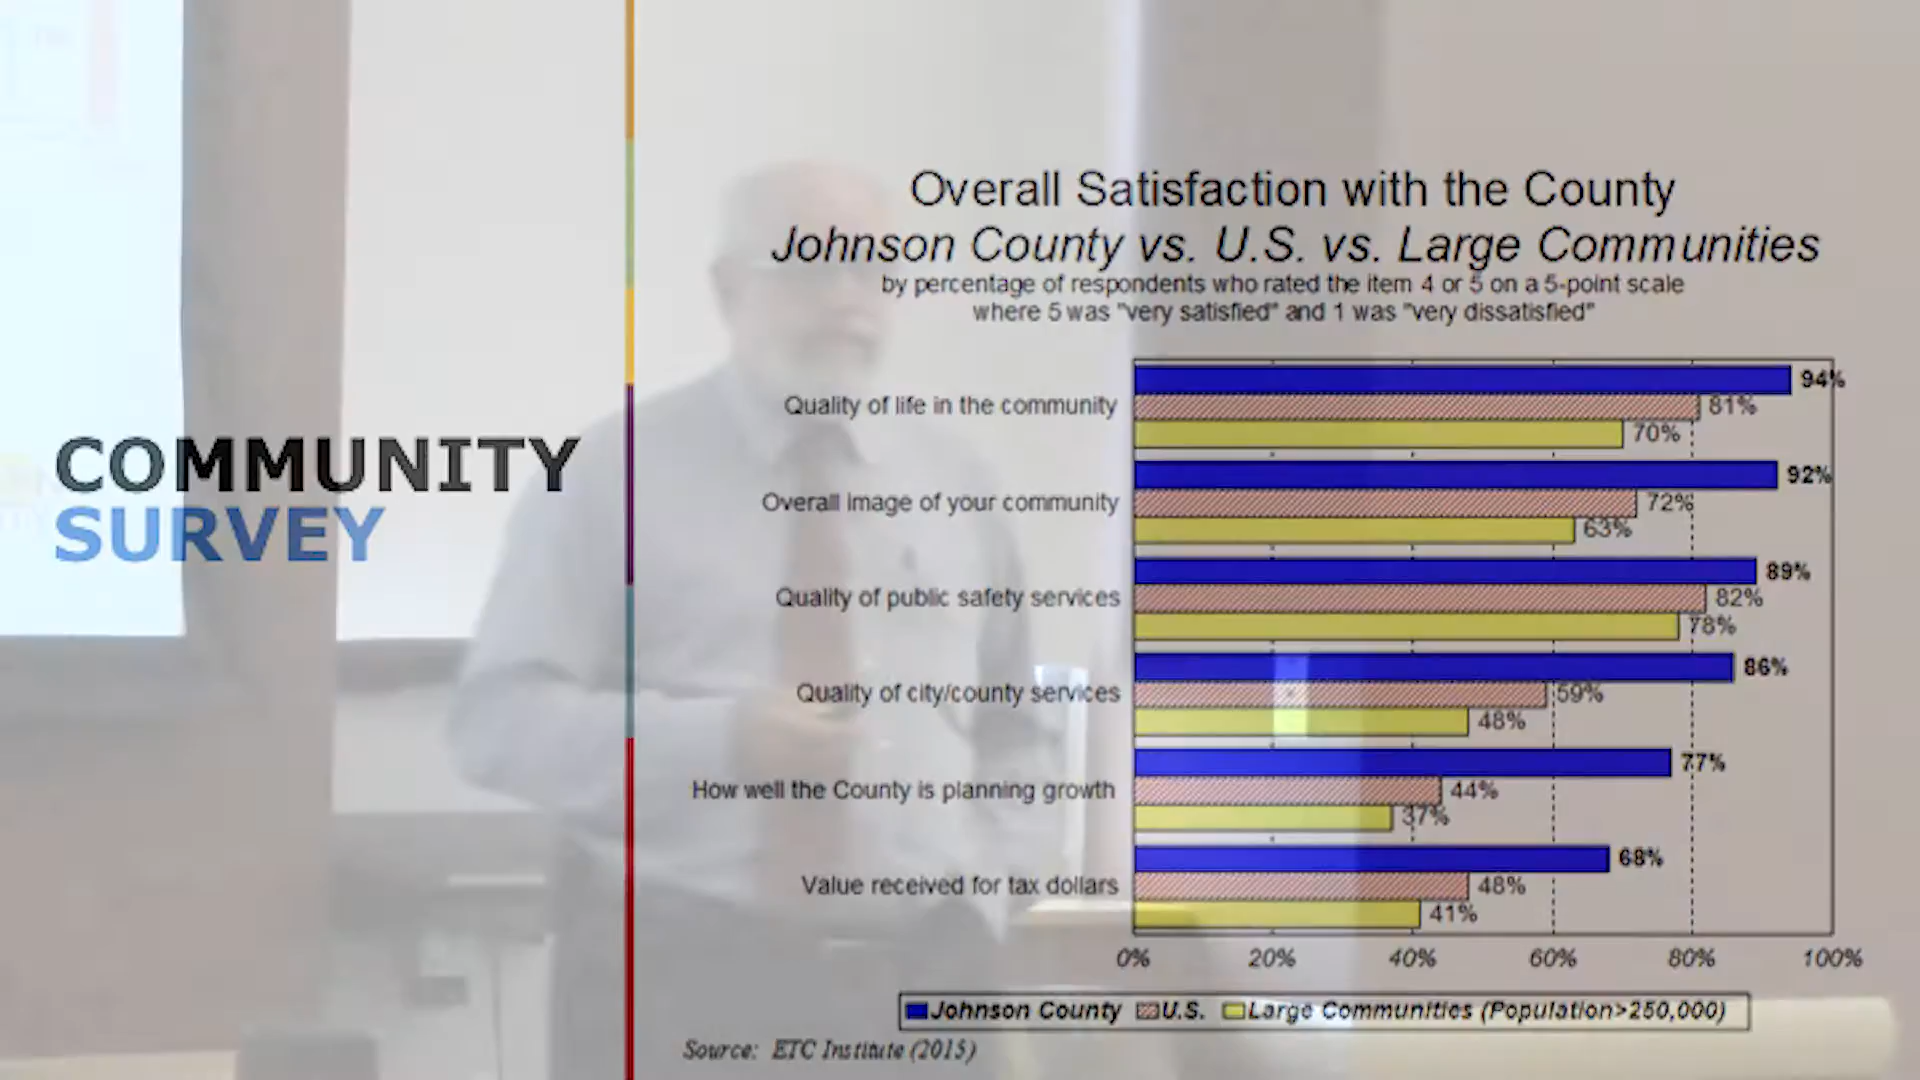 COMMUNITY
SURVEY
Overall Satisfaction with the County
Johnson County vs. U.S. vs. Large Communities
by percentage of respondents who rated the item 4 or 5 on a 5-point scale
where 5 was "very satisfied" and 1 was "very dissatisfied"
Quality of life in the community
94%
81%
70%
Overall image of your community
92%
72%
63%
Quality of public safety services
89%
82%
78%
Quality of city/county services
86%
59%
48%
How well the County is planning growth
77%
44%
37%
Value received for tax dollars
68%
48%
41%
0% 20% 40% 60% 80% 100%
Johnson County U.S. Large Communities (Population>250,000)
Source: ETC Institute (2015)